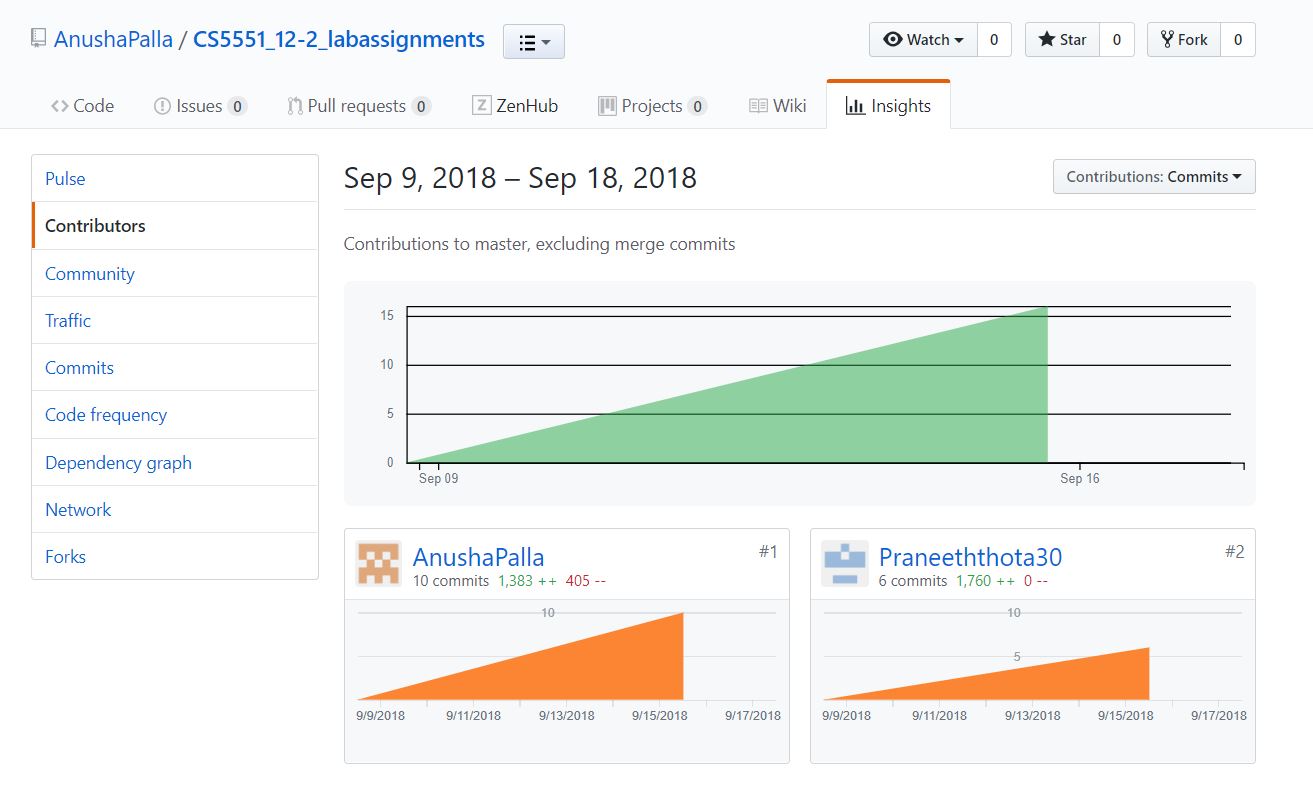 AnushaPalla / CS5551_12-2_labassignments
Watch 0 Star 0 Fork 0
Code Issues 0 Pull requests 0 ZenHub Projects 0 Wiki Insights
Pulse
Contributors
Community
Traffic
Commits
Code frequency
Dependency graph
Network
Forks
Sep 9, 2018 – Sep 18, 2018
Contributions: Commits
Contributions to master, excluding merge commits
15
10
5
0
Sep 09 Sep 16
AnushaPalla #1
10 commits 1,383 ++ 405 --
10
9/9/2018 9/11/2018 9/13/2018 9/15/2018 9/17/2018
Praneeththota30 #2
6 commits 1,760 ++ 0 --
10
5
9/9/2018 9/11/2018 9/13/2018 9/15/2018 9/17/2018